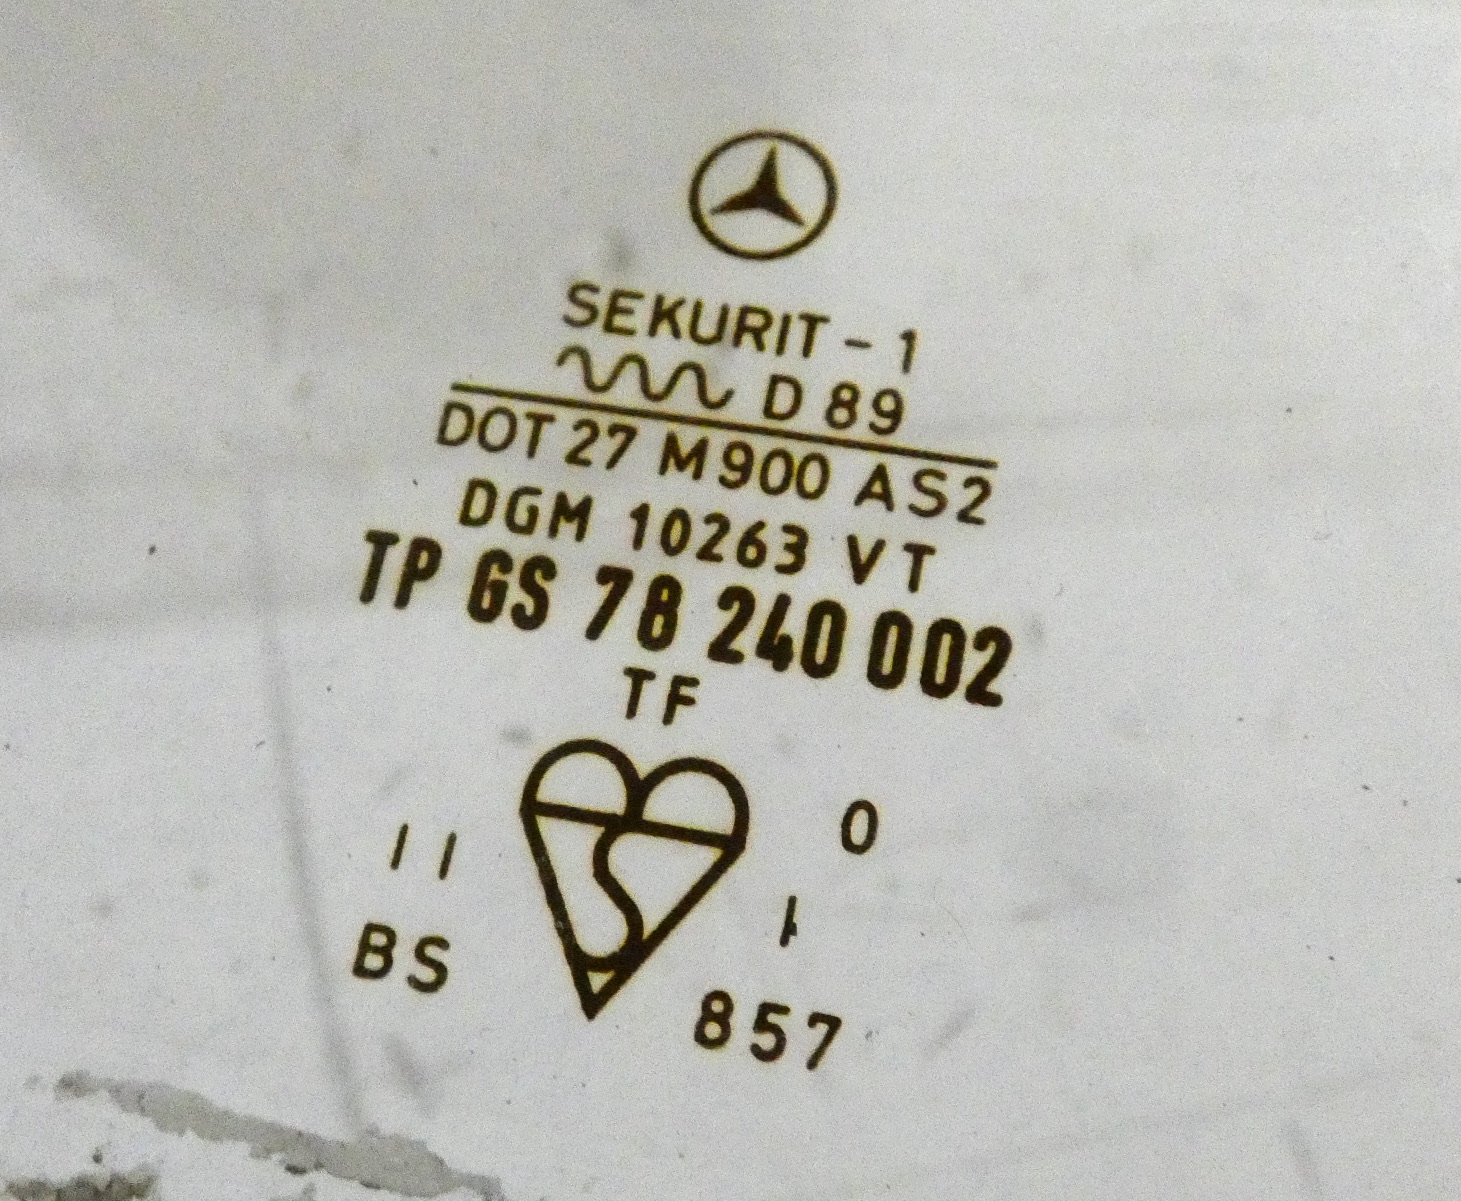 SEKURIT - 1
D 89
DOT 27 M900 AS2
DGM 10263 VT
TP GS 78 240 002
TF
I I 0
1
BS 857